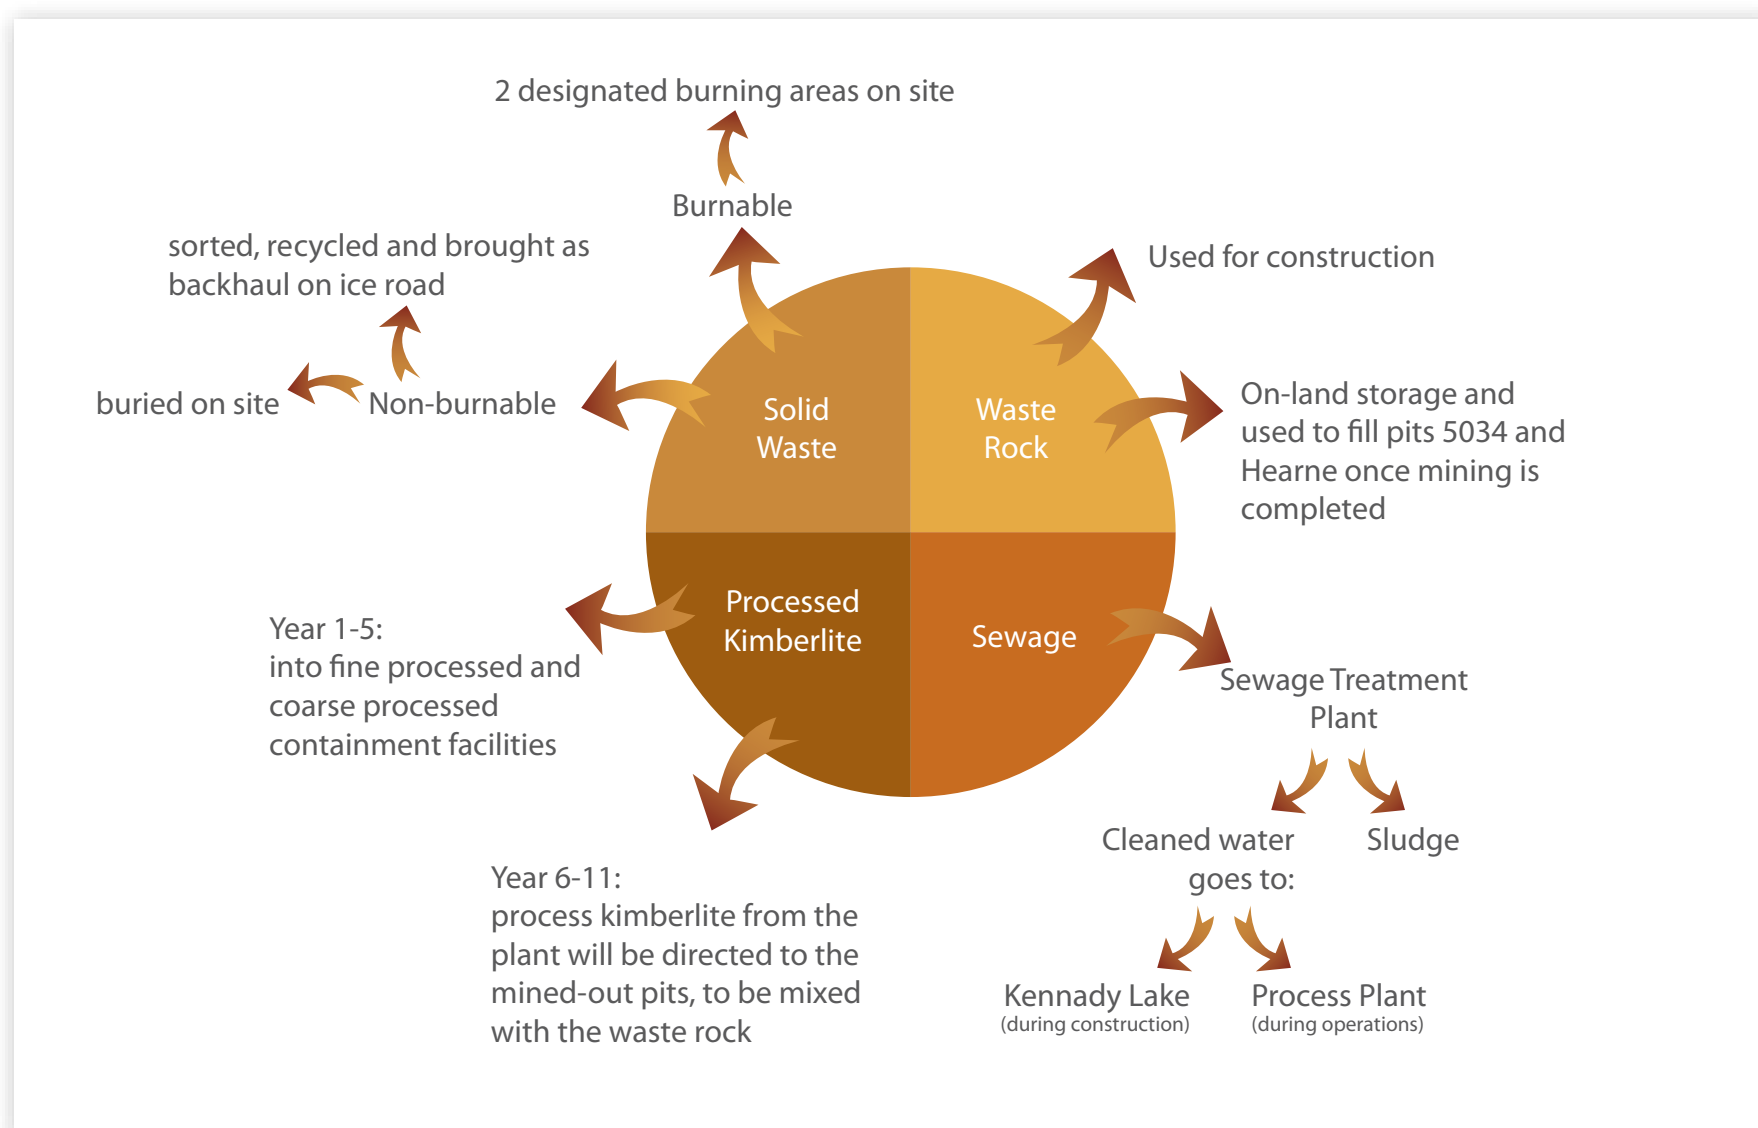 2 designated burning areas on site
Burnable
sorted, recycled and brought as
backhaul on ice road
buried on site
Non-burnable
Solid
Waste
Waste
Rock
Used for construction
On-land storage and
used to fill pits 5034 and
Hearne once mining is
completed
Processed
Kimberlite
Sewage
Year 1-5:
into fine processed and
coarse processed
containment facilities
Year 6-11:
process kimberlite from the
plant will be directed to the
mined-out pits, to be mixed
with the waste rock
Sewage Treatment
Plant
Cleaned water
goes to:
Sludge
Kennady Lake
(during construction)
Process Plant
(during operations)